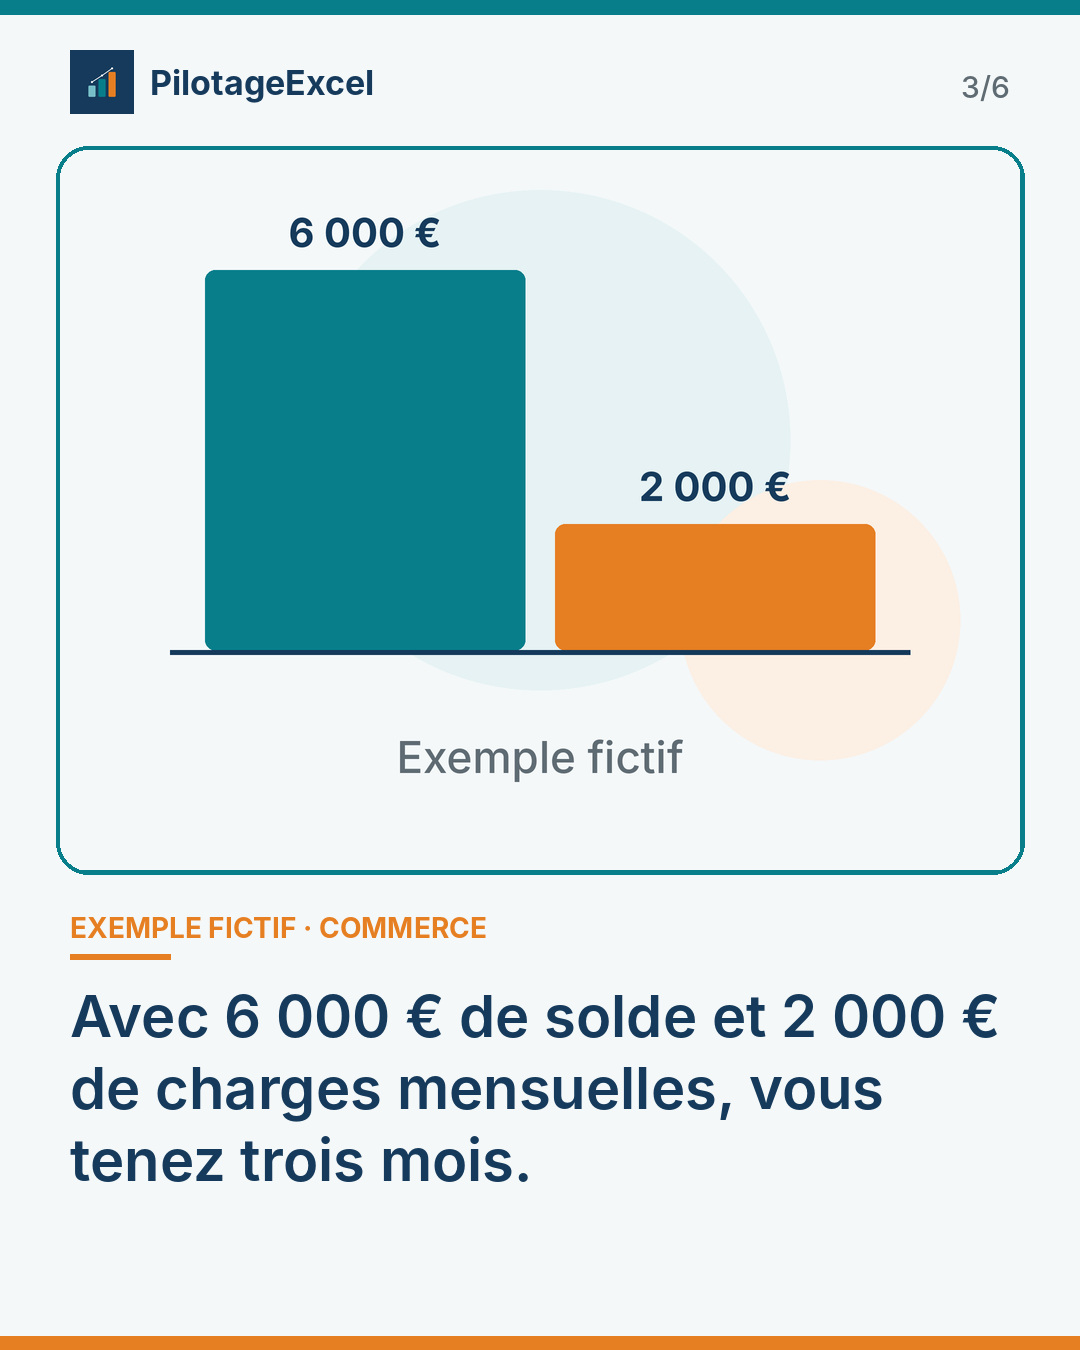 PilotageExcel
3/6
6 000 €
2 000 €
Exemple fictif
EXEMPLE FICTIF · COMMERCE
Avec 6 000 € de solde et 2 000 €
de charges mensuelles, vous
tenez trois mois.